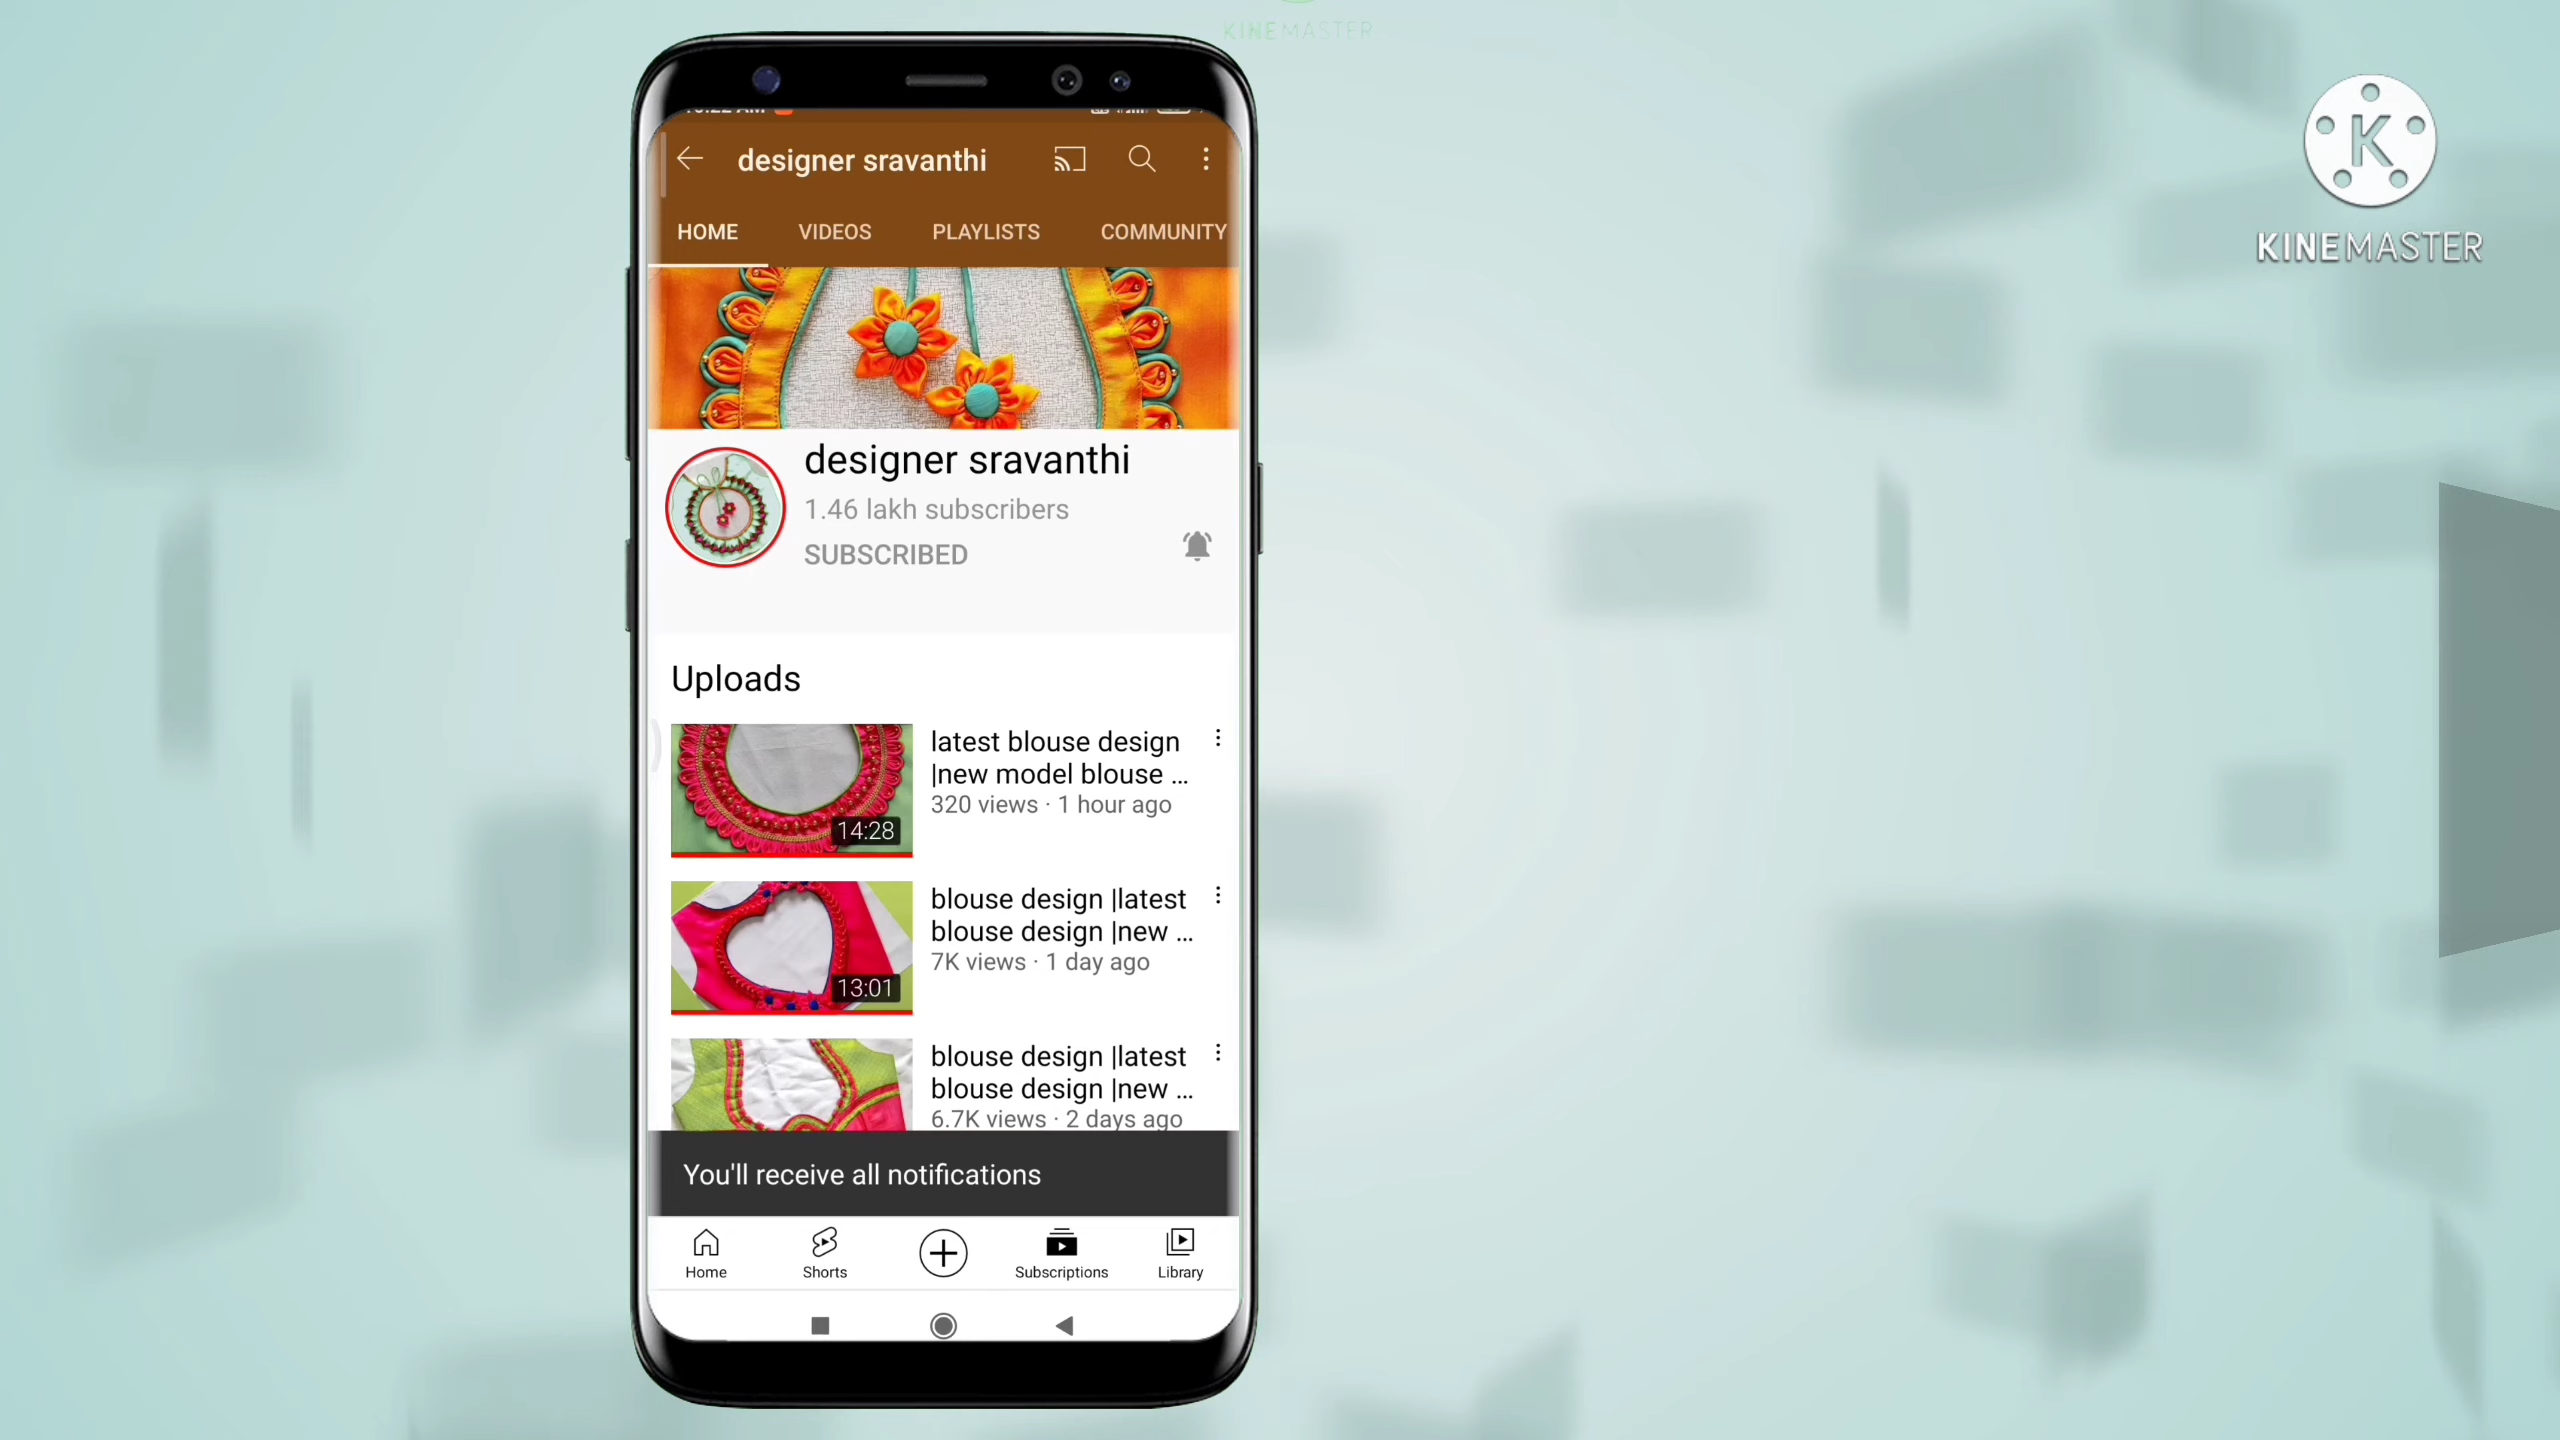 KINEMASTER
designer sravanthi
HOME VIDEOS PLAYLISTS COMMUNITY
K
KINEMASTER
designer sravanthi
1.46 lakh subscribers
SUBSCRIBED
Uploads
latest blouse design
|new model blouse ...
320 views · 1 hour ago
14:28
blouse design |latest
blouse design |new ...
7K views · 1 day ago
13:01
blouse design |latest
blouse design |new ...
6.7K views · 2 days ago
You'll receive all notifications
Home Shorts Subscriptions Library